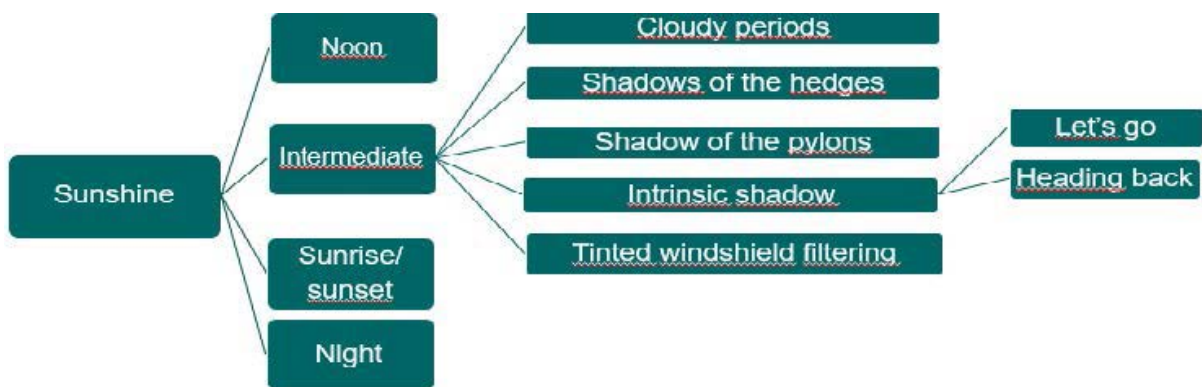 Sunshine
Noon
Intermediate
Sunrise/
sunset
NIght
Cloudy periods
Shadows of the hedges
Shadow of the pylons
Intrinsic shadow
Tinted windshield filtering
Let's go
Heading back